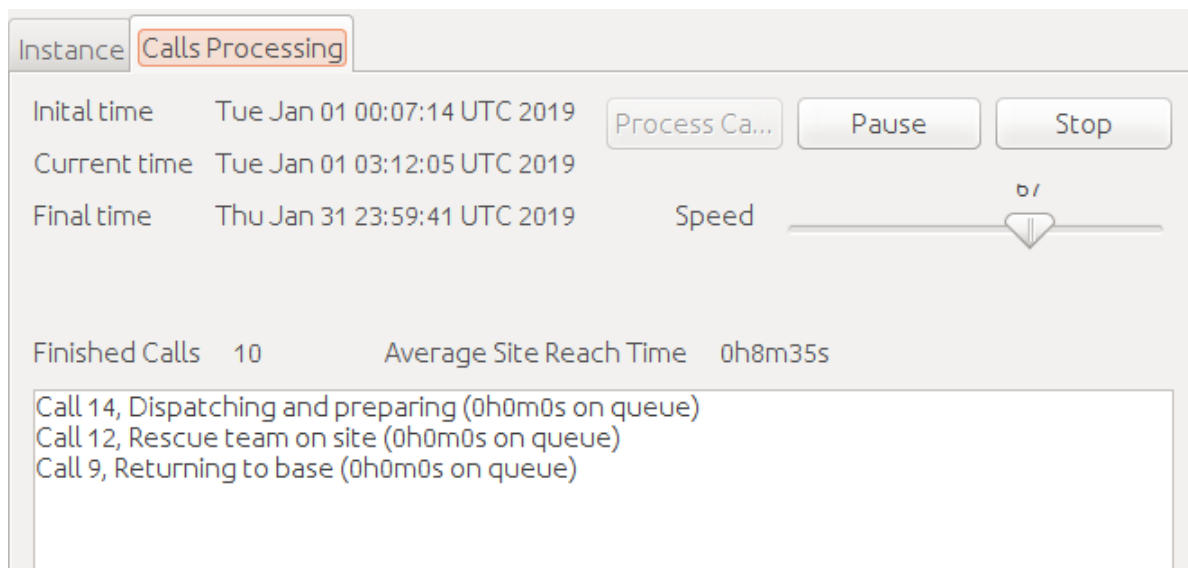 Instance Calls Processing
Inital time Tue Jan 01 00:07:14 UTC 2019 Process Ca... Pause Stop
Current time Tue Jan 01 03:12:05 UTC 2019
67
Final time Thu Jan 31 23:59:41 UTC 2019 Speed
Finished Calls 10 Average Site Reach Time 0h8m35s
Call 14, Dispatching and preparing (0h0m0s on queue)
Call 12, Rescue team on site (0h0m0s on queue)
Call 9, Returning to base (0h0m0s on queue)